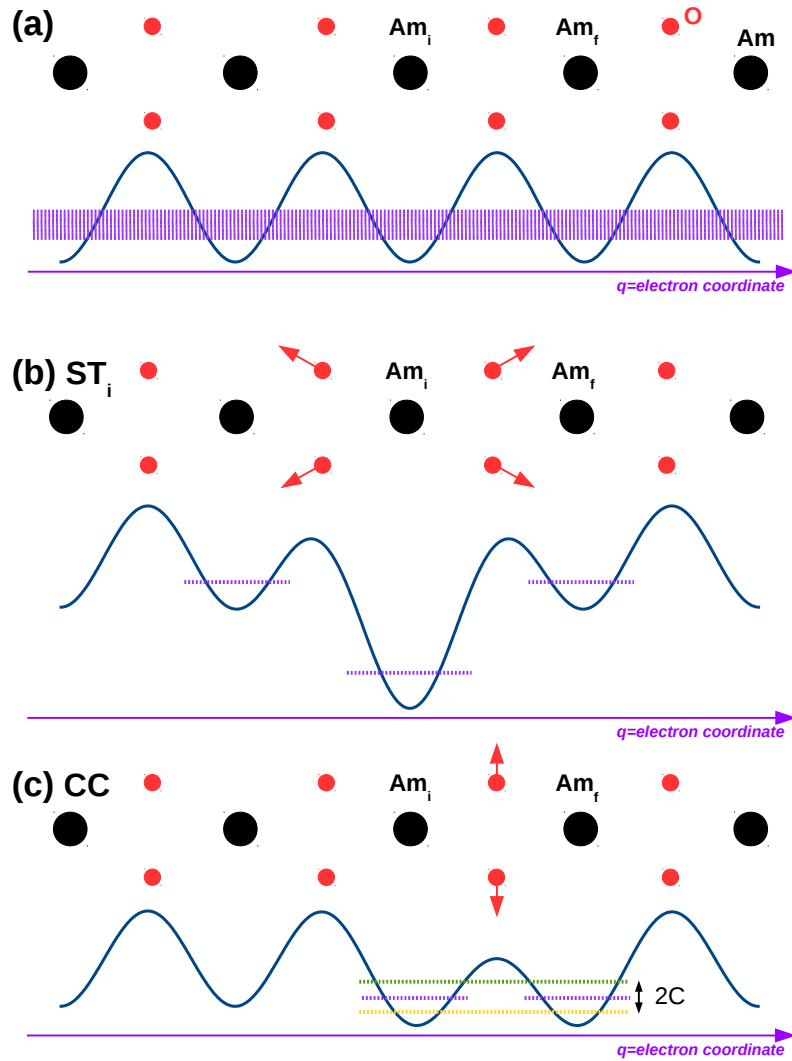 (a) Am_i Am_f O Am
q=electron coordinate
(b) ST_i Am_i Am_f
q=electron coordinate
(c) CC Am_i Am_f
2C
q=electron coordinate